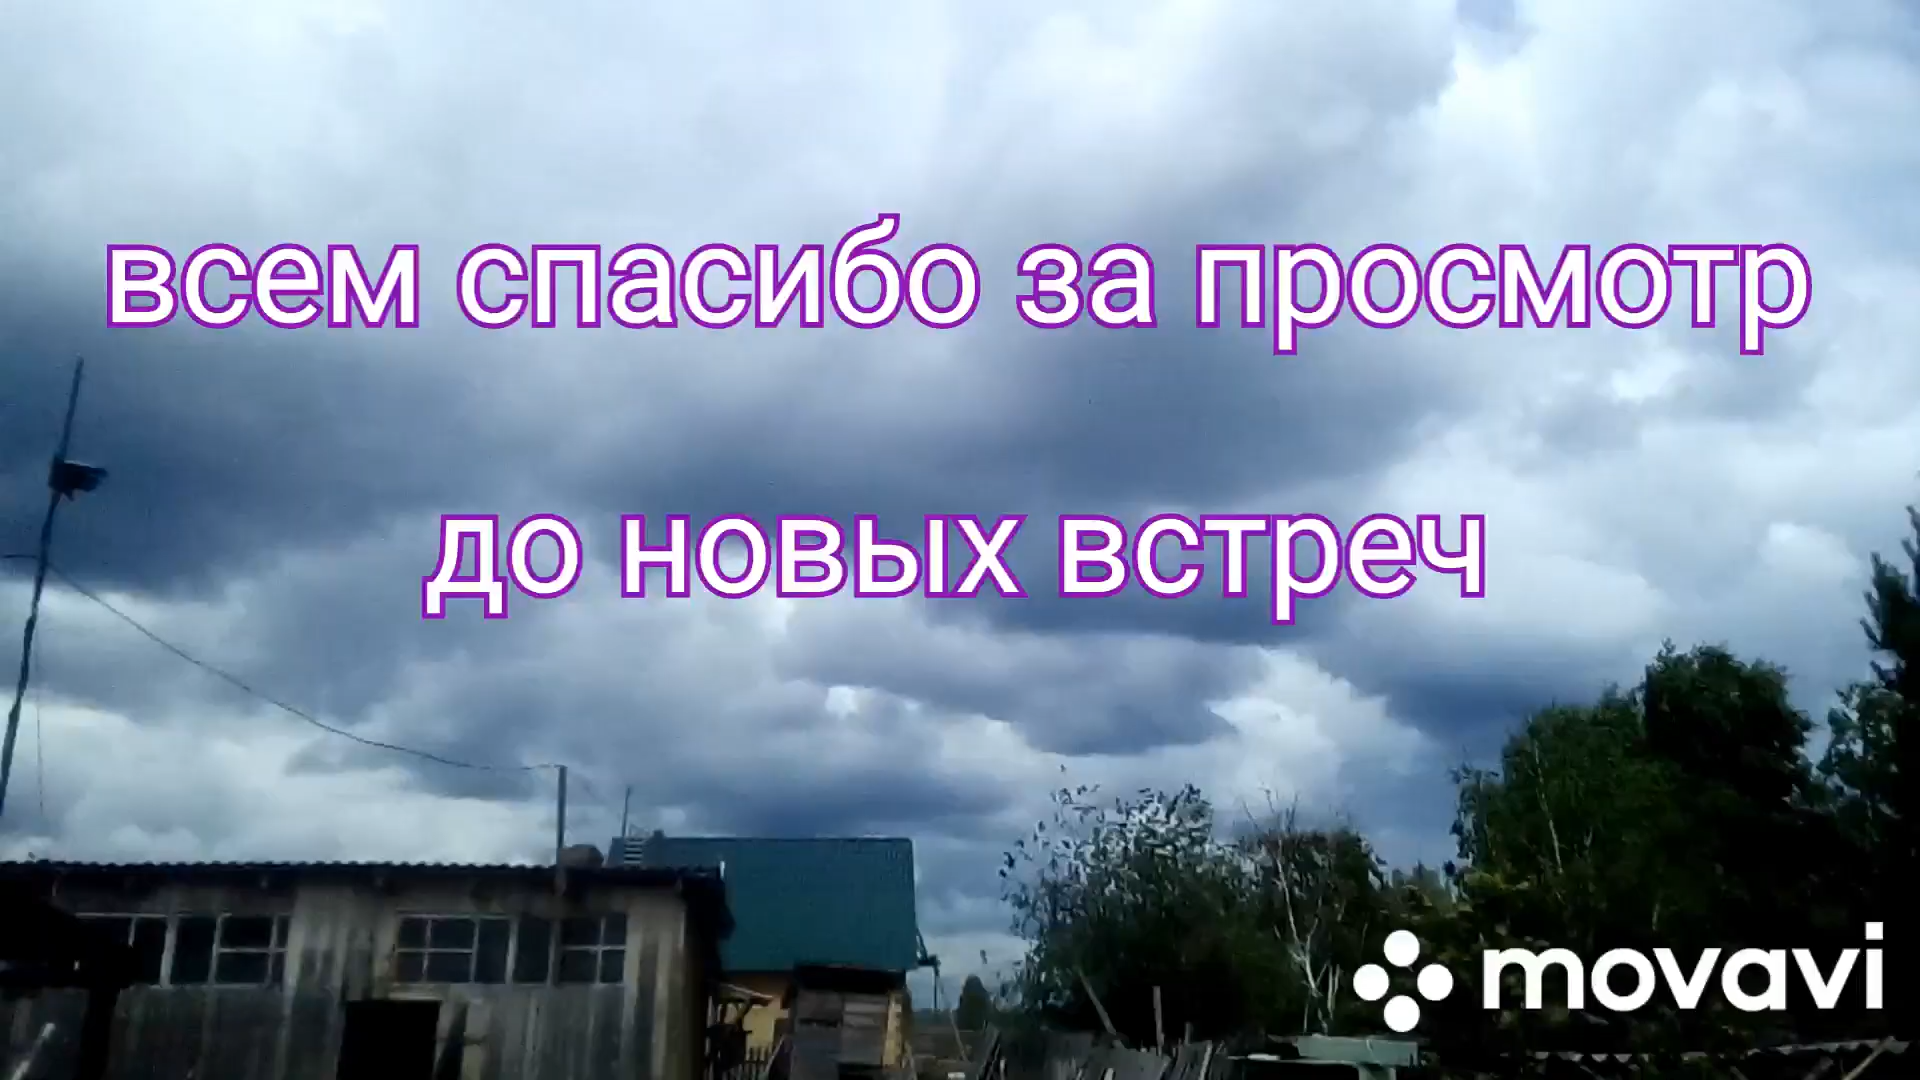 всем спасибо за просмотр
до новых встреч
movavi